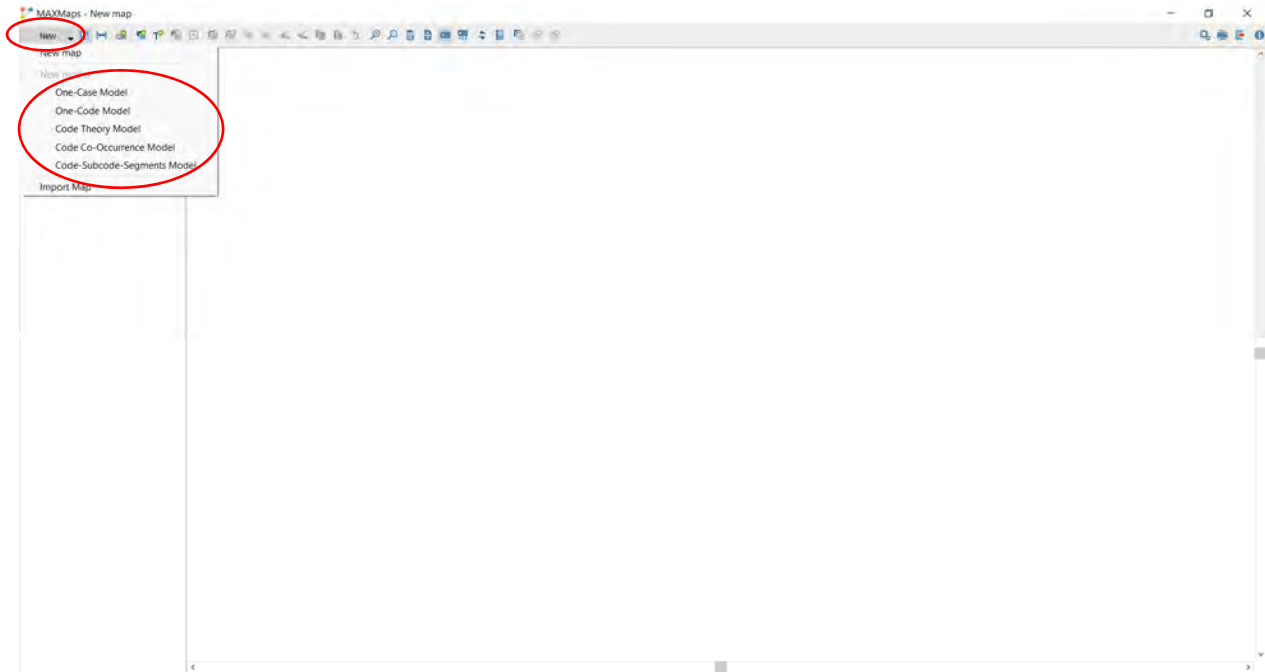 MAXMaps - New map
New
New map
New model
One-Case Model
One-Code Model
Code Theory Model
Code Co-Occurrence Model
Code-Subcode-Segments Model
Import Map